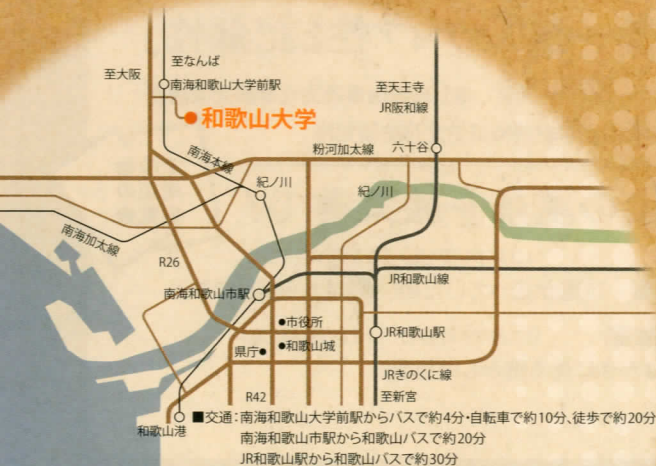 至なんば
至大阪
南海和歌山大学前駅
至天王寺
JR阪和線
和歌山大学
南海本線
粉河加太線
六十谷
紀ノ川
紀ノ川
南海加太線
R26
JR和歌山線
南海和歌山市駅
●市役所
JR和歌山駅
県庁●
●和歌山城
JRきのくに線
R42
至新宮
和歌山港
■交通：南海和歌山大学前駅からバスで約4分・自転車で約10分、徒歩で約20分
南海和歌山市駅から和歌山バスで約20分
JR和歌山駅から和歌山バスで約30分